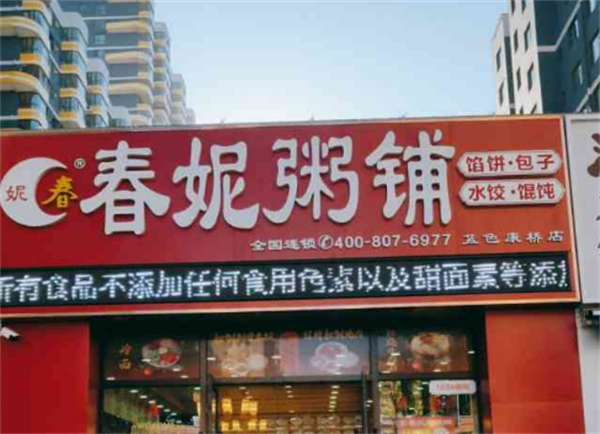 妮春®
春妮粥铺
馅饼·包子
水饺·馄饨
全国连锁✆400-807-6977 蓝色康桥店
所有食品不添加任何食用色素以及甜面素等添加
冷面